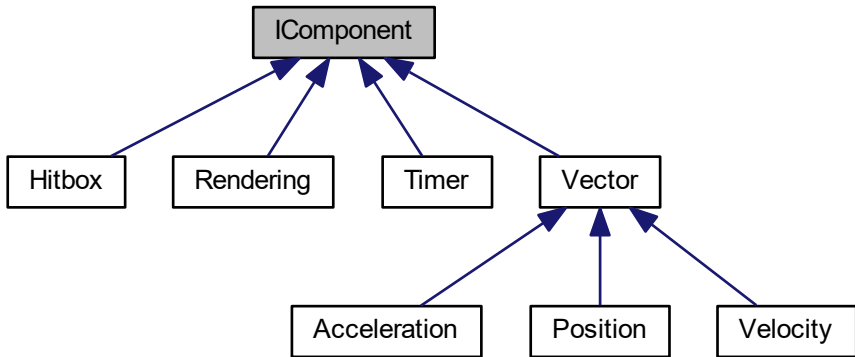 IComponent
Hitbox
Rendering
Timer
Vector
Acceleration
Position
Velocity